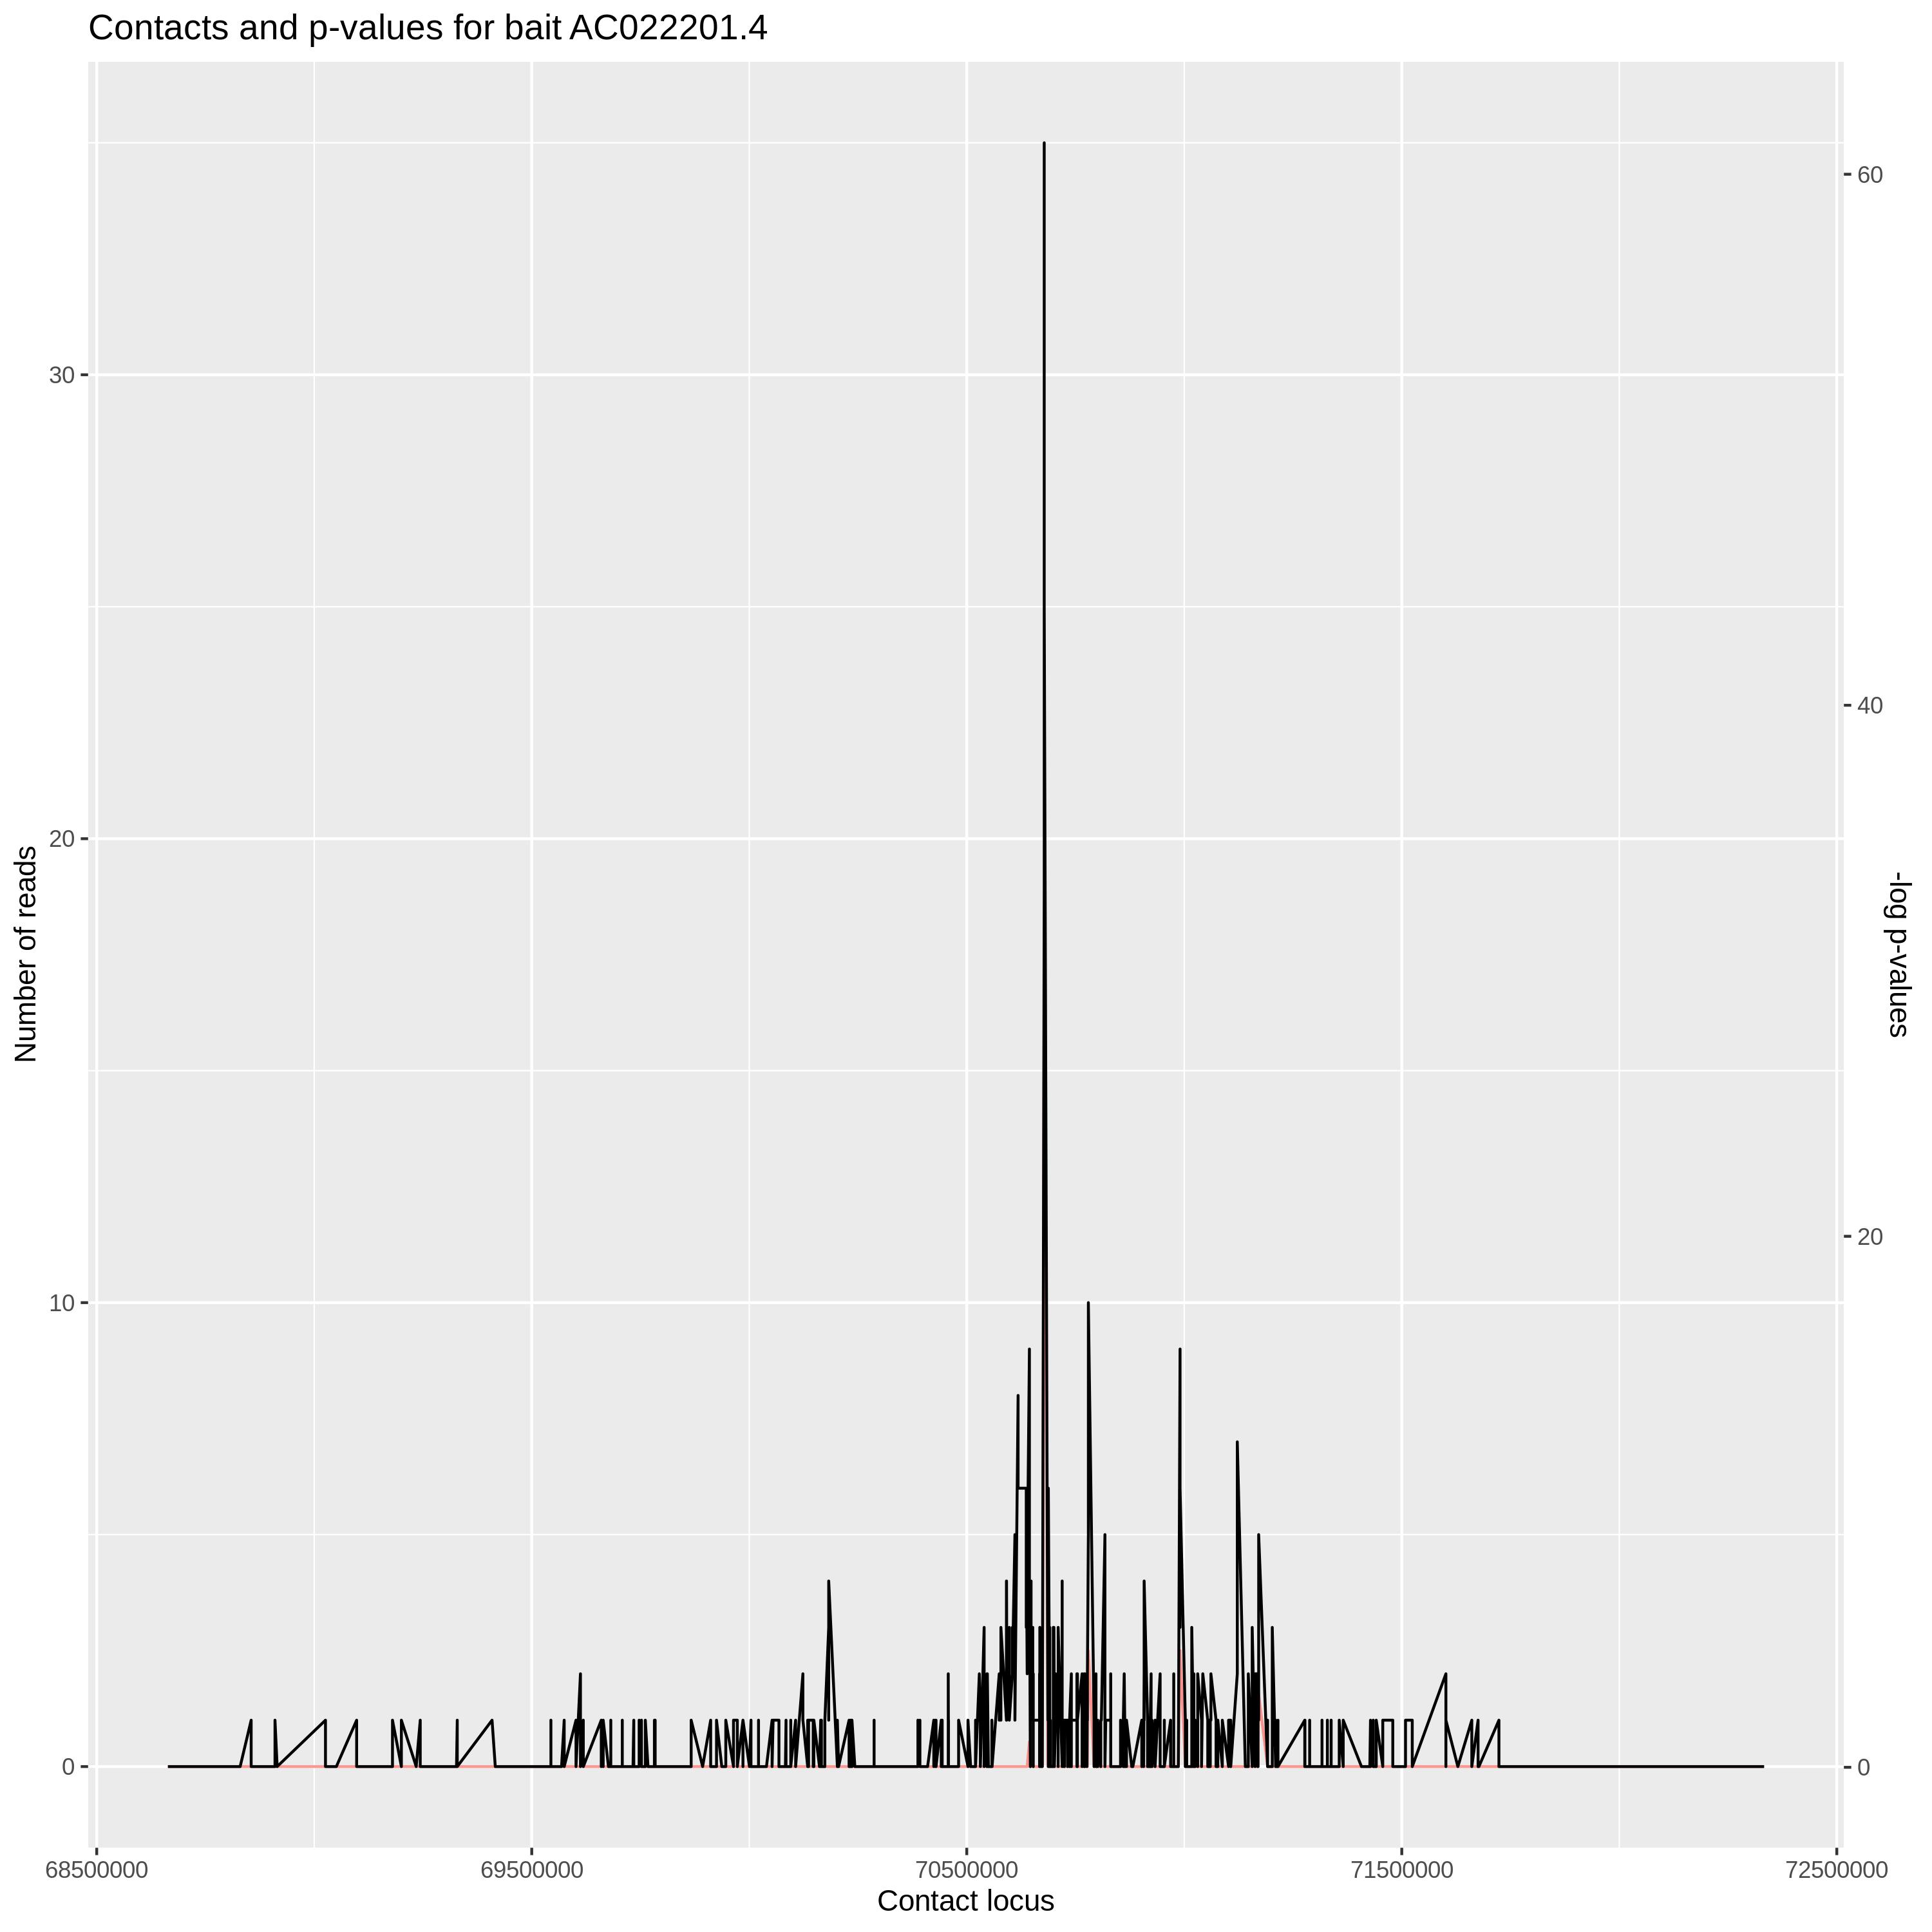 Contacts and p-values for bait AC022201.4
60
30
40
20
Number of reads
-log p-values
20
10
0
0
68500000 69500000 70500000 71500000 72500000
Contact locus